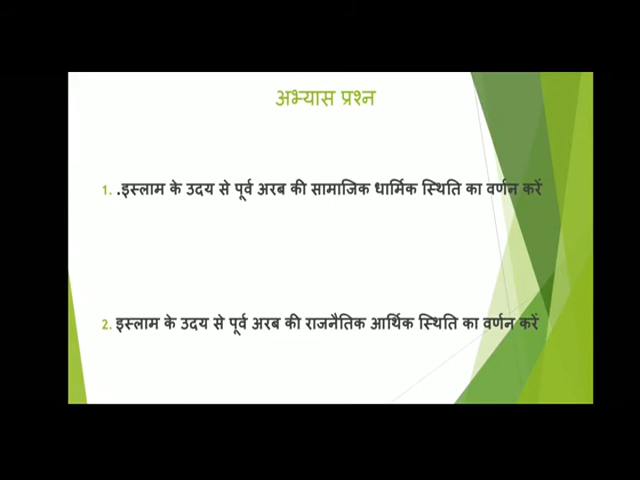 अभ्यास प्रश्न
1. .इस्लाम के उदय से पूर्व अरब की सामाजिक धार्मिक स्थिति का वर्णन करें
2. इस्लाम के उदय से पूर्व अरब की राजनैतिक आर्थिक स्थिति का वर्णन करें